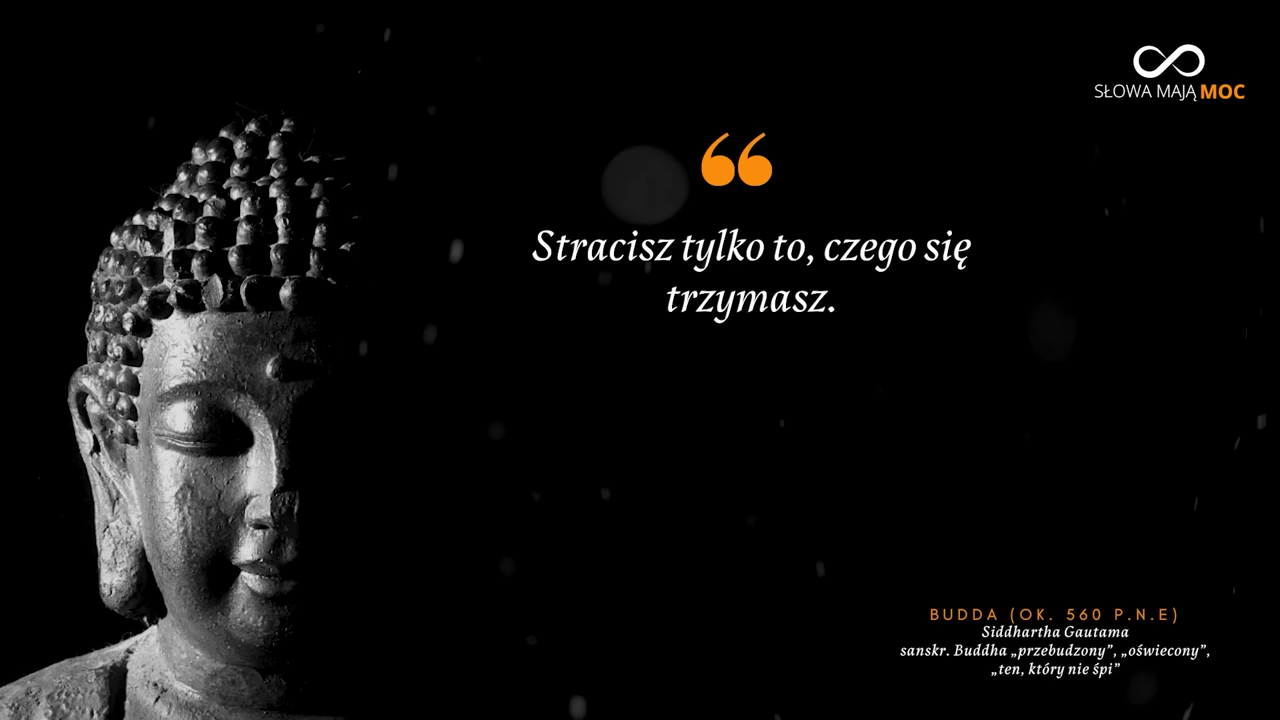 SŁOWA MAJĄ MOC
Stracisz tylko to, czego się
trzymasz.
BUDDA (OK. 560 P.N.E)
Siddhartha Gautama
sanskr. Buddha „przebudzony”, „oświecony”,
„ten, który nie śpi”